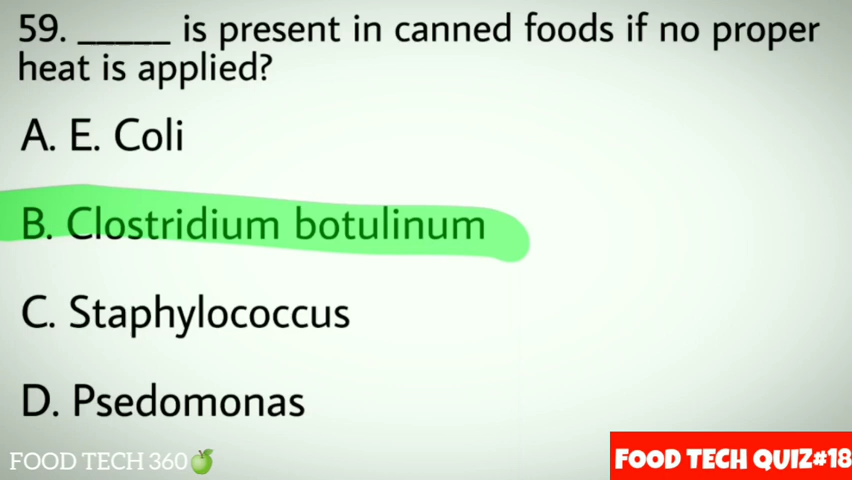 59. _____ is present in canned foods if no proper
heat is applied?
A. E. Coli
B. Clostridium botulinum
C. Staphylococcus
D. Psedomonas
FOOD TECH 360
FOOD TECH QUIZ#18